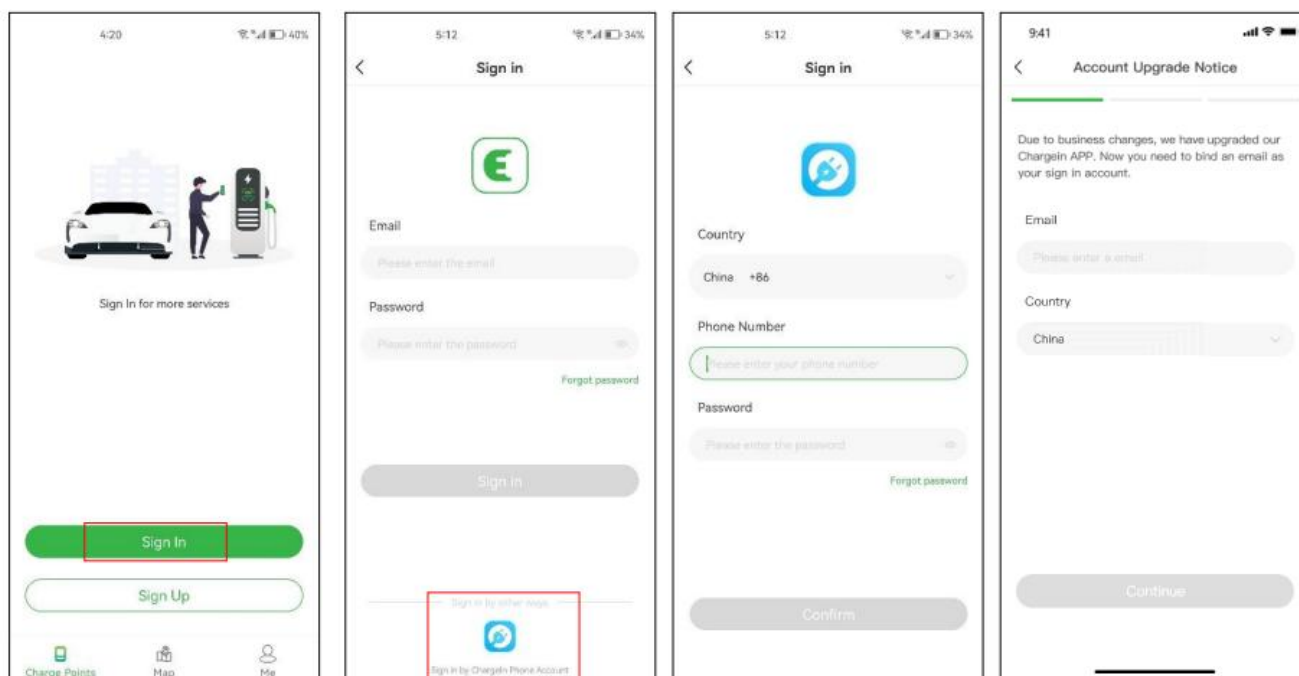 4:20
40%
Sign In for more services
Sign In
Sign Up
Charge Points
Map
Me
5:12
34%
Sign in
Email
Please enter the email
Password
Please enter the password
Forgot password
Sign in
Sign in by other ways
Sign in by ChargeIn Phone Account
5:12
34%
Sign in
Country
China +86
Phone Number
Please enter your phone number
Password
Please enter the password
Forgot password
Confirm
9:41
Account Upgrade Notice
Due to business changes, we have upgraded our
Chargein APP. Now you need to bind an email as
your sign in account.
Email
Please enter a email
Country
China
Continue